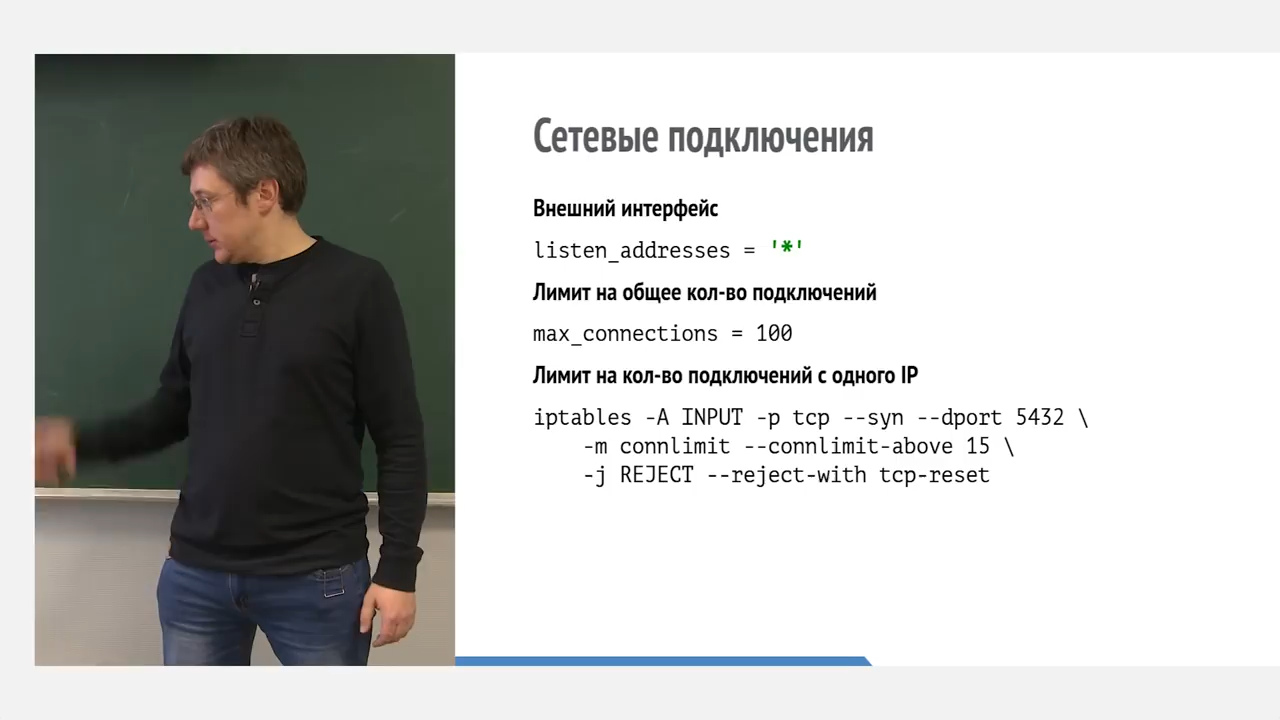 Сетевые подключения
Внешний интерфейс
listen_addresses = '*'
Лимит на общее кол-во подключений
max_connections = 100
Лимит на кол-во подключений с одного IP
iptables -A INPUT -p tcp --syn --dport 5432 \
    -m connlimit --connlimit-above 15 \
    -j REJECT --reject-with tcp-reset